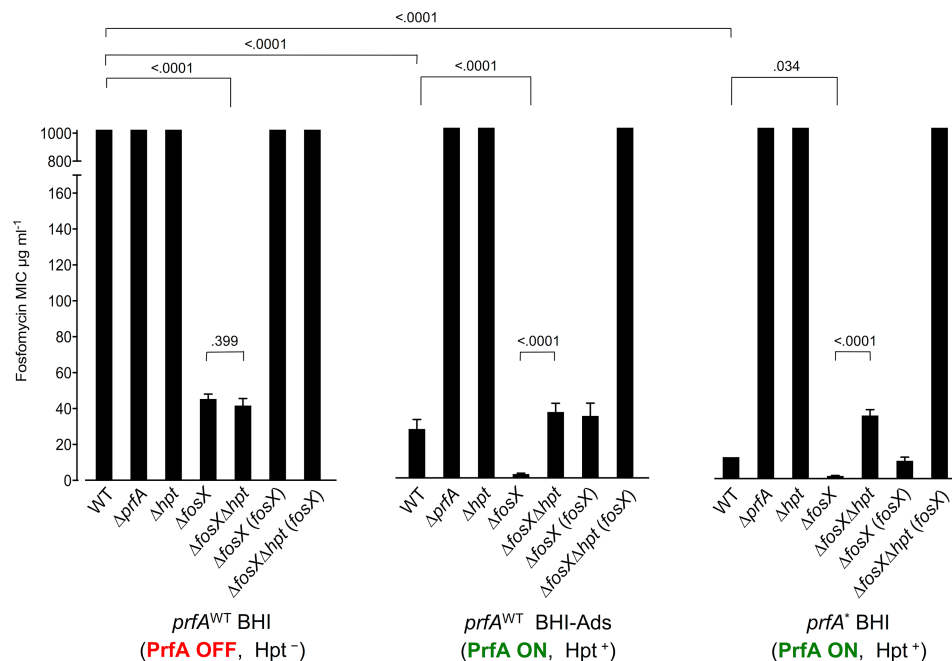 <.0001
<.0001
<.0001 <.0001 .034
1000
800
160
140
120
100
80
60
40
20
0
Fosfomycin MIC µg ml⁻¹
.399 <.0001 <.0001
WT ΔprfA Δhpt ΔfosX ΔfosXΔhpt ΔfosX (fosX) ΔfosXΔhpt (fosX)
WT ΔprfA Δhpt ΔfosX ΔfosXΔhpt ΔfosX (fosX) ΔfosXΔhpt (fosX)
WT ΔprfA Δhpt ΔfosX ΔfosXΔhpt ΔfosX (fosX) ΔfosXΔhpt (fosX)
prfAᵂᵀ BHI prfAᵂᵀ BHI-Ads prfA* BHI
(PrfA OFF, Hpt⁻) (PrfA ON, Hpt⁺) (PrfA ON, Hpt⁺)